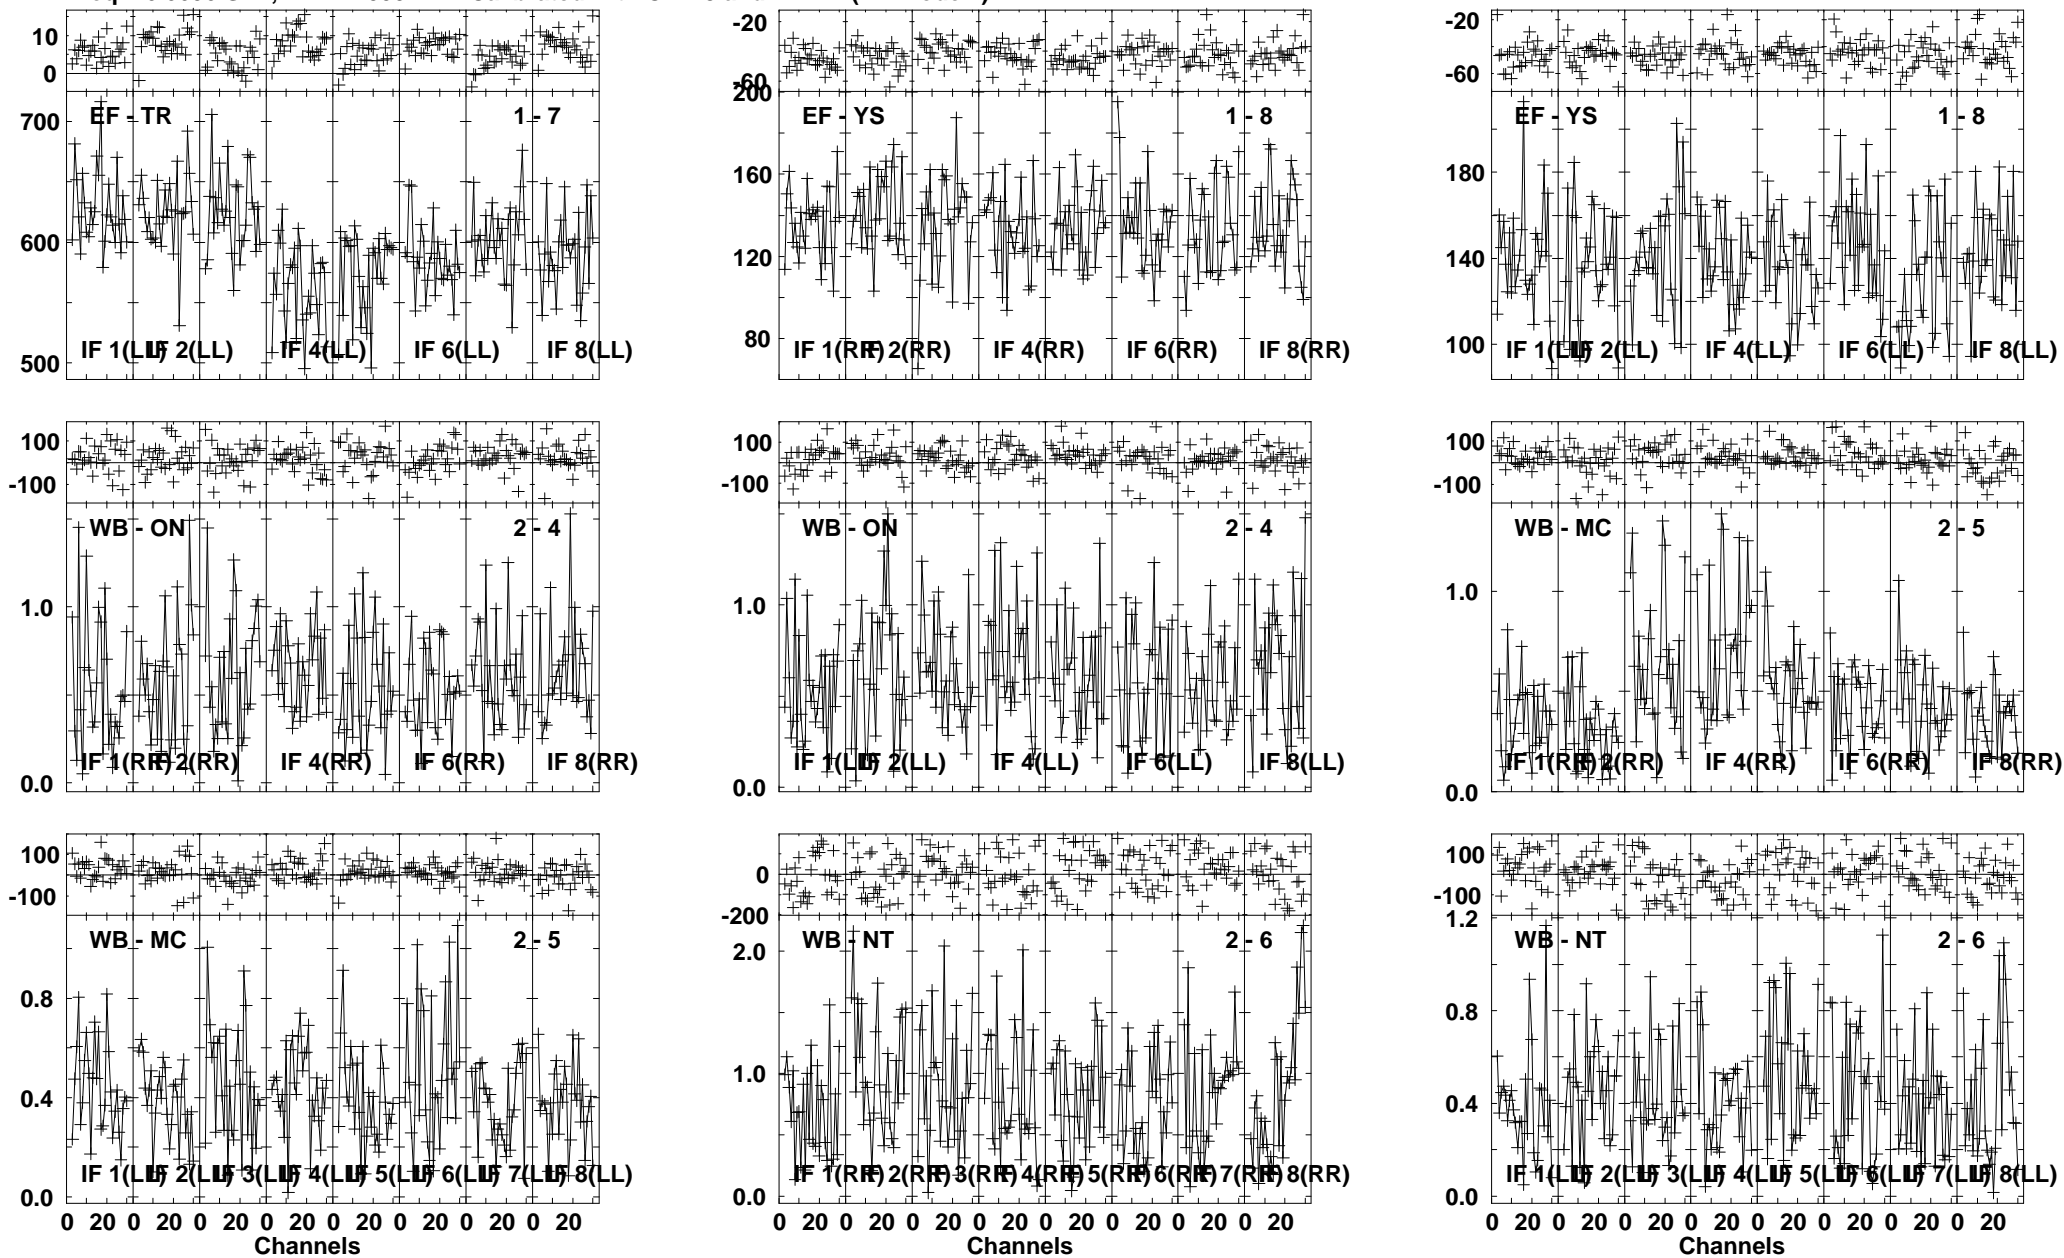 10
0
700
600
500
EF - TR
1 - 7
IF 1(LL)
IF 2(LL)
IF 4(LL)
IF 6(LL)
IF 8(LL)
-20
-60
200
160
120
80
EF - YS
1 - 8
IF 1(RR)
IF 2(RR)
IF 4(RR)
IF 6(RR)
IF 8(RR)
-20
-60
180
140
100
EF - YS
1 - 8
IF 1(LL)
IF 2(LL)
IF 4(LL)
IF 6(LL)
IF 8(LL)
100
-100
1.0
0.0
WB - ON
2 - 4
IF 1(RR)
IF 2(RR)
IF 4(RR)
IF 6(RR)
IF 8(RR)
100
-100
1.0
0.0
WB - ON
2 - 4
IF 1(LL)
IF 2(LL)
IF 4(LL)
IF 6(LL)
IF 8(LL)
100
-100
1.0
0.0
WB - MC
2 - 5
IF 1(RR)
IF 2(RR)
IF 4(RR)
IF 6(RR)
IF 8(RR)
100
-100
0.8
0.4
0.0
WB - MC
2 - 5
IF 1(LL)
IF 2(LL)
IF 3(LL)
IF 4(LL)
IF 5(LL)
IF 6(LL)
IF 7(LL)
IF 8(LL)
0 20 0 20 0 20 0 20 0 20 0 20 0 20 0 20
Channels
0
-200
2.0
1.0
0.0
WB - NT
2 - 6
IF 1(RR)
IF 2(RR)
IF 3(RR)
IF 4(RR)
IF 5(RR)
IF 6(RR)
IF 7(RR)
IF 8(RR)
0 20 0 20 0 20 0 20 0 20 0 20 0 20 0 20
Channels
100
-100
1.2
0.8
0.4
0.0
WB - NT
2 - 6
IF 1(LL)
IF 2(LL)
IF 3(LL)
IF 4(LL)
IF 5(LL)
IF 6(LL)
IF 7(LL)
IF 8(LL)
0 20 0 20 0 20 0 20 0 20 0 20 0 20 0 20
Channels